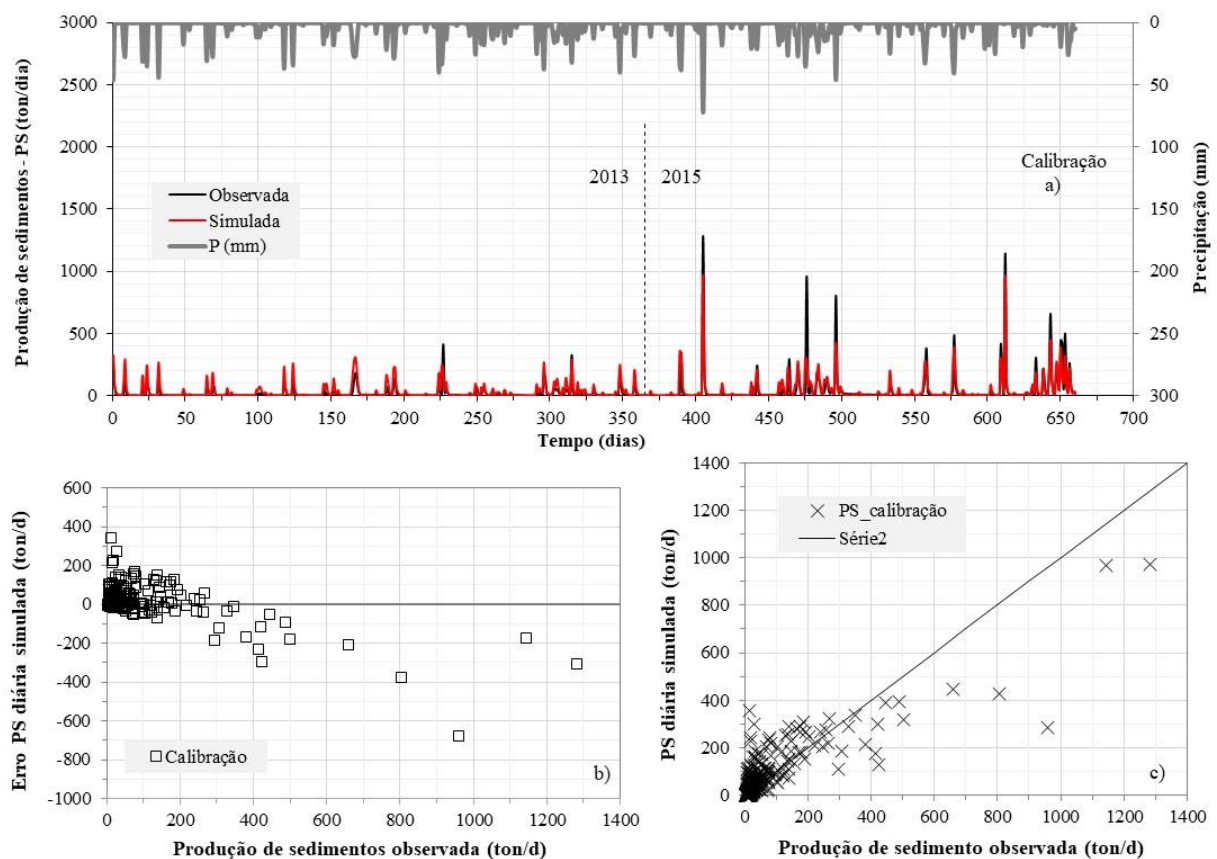 3000
2500
2000
1500
1000
500
0
Produção de sedimentos - PS (ton/dia)
0
50
100
150
200
250
300
Precipitação (mm)
2013
2015
Calibração
a)
Observada
Simulada
P (mm)
0 50 100 150 200 250 300 350 400 450 500 550 600 650 700
Tempo (dias)
600
400
200
0
-200
-400
-600
-800
-1000
Erro PS diária simulada (ton/d)
0 200 400 600 800 1000 1200 1400
Calibração
b)
Produção de sedimentos observada (ton/d)
1400
1200
1000
800
600
400
200
0
PS diária simulada (ton/d)
PS_calibração
Série2
c)
0 200 400 600 800 1000 1200 1400
Produção de sedimento observada (ton/d)